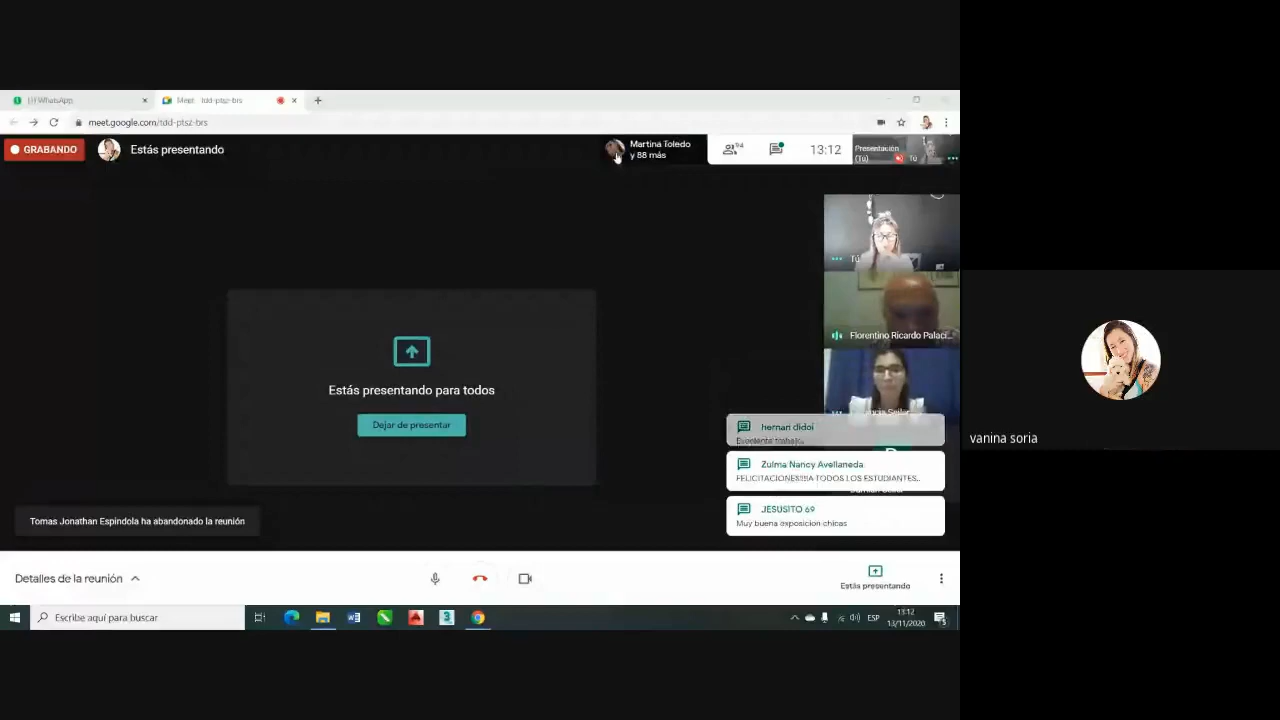 WhatsApp
Meet
tdd-ptsz-brs
meet.google.com/tdd-ptsz-brs
GRABANDO
Estás presentando
Martina Toledo
y 88 más
94
13:12
Presentación
(Tú)
Tú
Tú
Florentino Ricardo Palaci...
Estás presentando para todos
Dejar de presentar
hernan didoi
Excelente trabajo..
Zulma Nancy Avellaneda
FELICITACIONES!!!A TODOS LOS ESTUDIANTES..
JESUSITO 69
Muy buena exposicion chicas
Tomas Jonathan Espindola ha abandonado la reunión
vanina soria
Detalles de la reunión
Estás presentando
Escribe aquí para buscar
ESP
13:12
13/11/2020